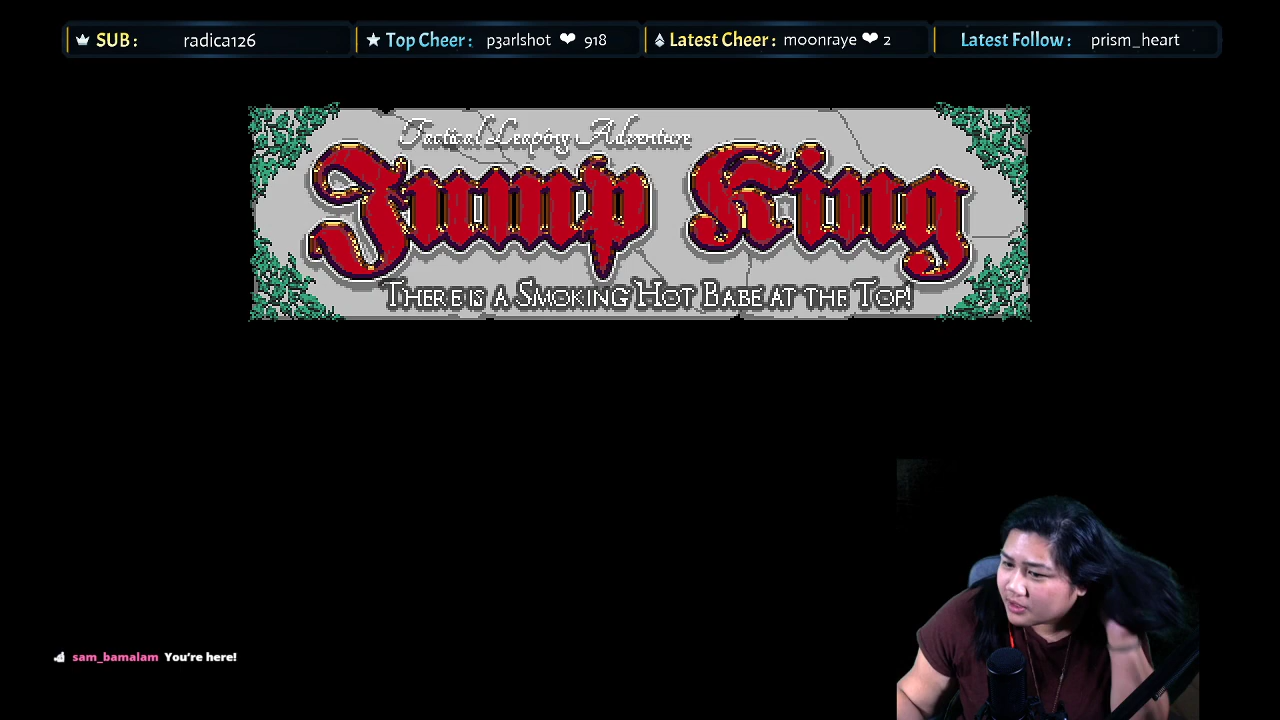 SUB: radica126
Top Cheer: p3arlshot ❤ 918
Latest Cheer: moonraye ❤ 2
Latest Follow: prism_heart
Tactical Leaping Adventure
Jump King
There is a Smoking Hot Babe at the Top!
sam_bamalam You're here!